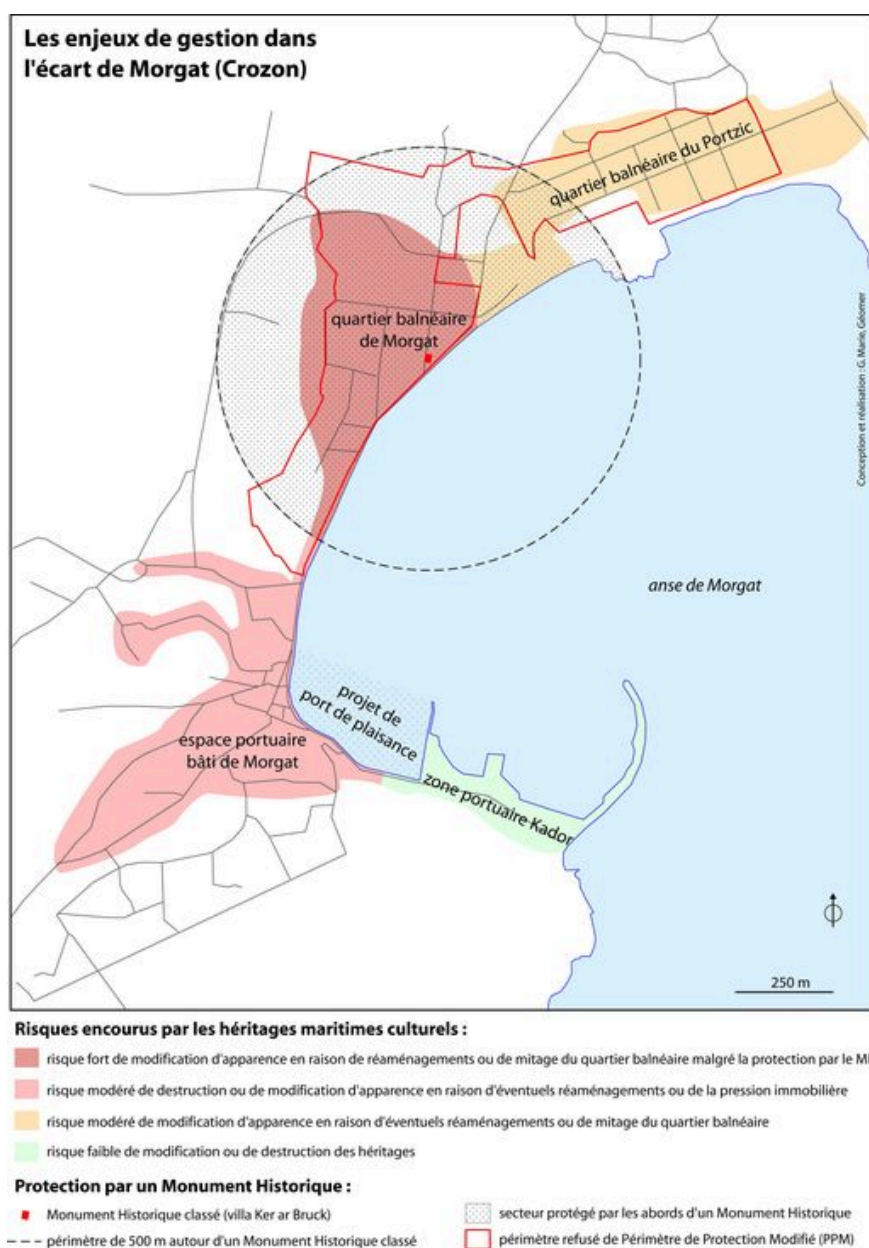 Les enjeux de gestion dans
l'écart de Morgat (Crozon)
quartier balnéaire du Portzic
quartier balnéaire
de Morgat
Conception et réalisation : G. Marie, Géomer
anse de Morgat
projet de
port de plaisance
espace portuaire
bâti de Morgat
zone portuaire Kador
250 m
Risques encourus par les héritages maritimes culturels :
risque fort de modification d'apparence en raison de réaménagements ou de mitage du quartier balnéaire malgré la protection par le M
risque modéré de destruction ou de modification d'apparence en raison d'éventuels réaménagements ou de la pression immobilière
risque modéré de modification d'apparence en raison d'éventuels réaménagements ou de mitage du quartier balnéaire
risque faible de modification ou de destruction des héritages
Protection par un Monument Historique :
Monument Historique classé (villa Ker ar Bruck)
périmètre de 500 m autour d'un Monument Historique classé
secteur protégé par les abords d'un Monument Historique
périmètre refusé de Périmètre de Protection Modifié (PPM)